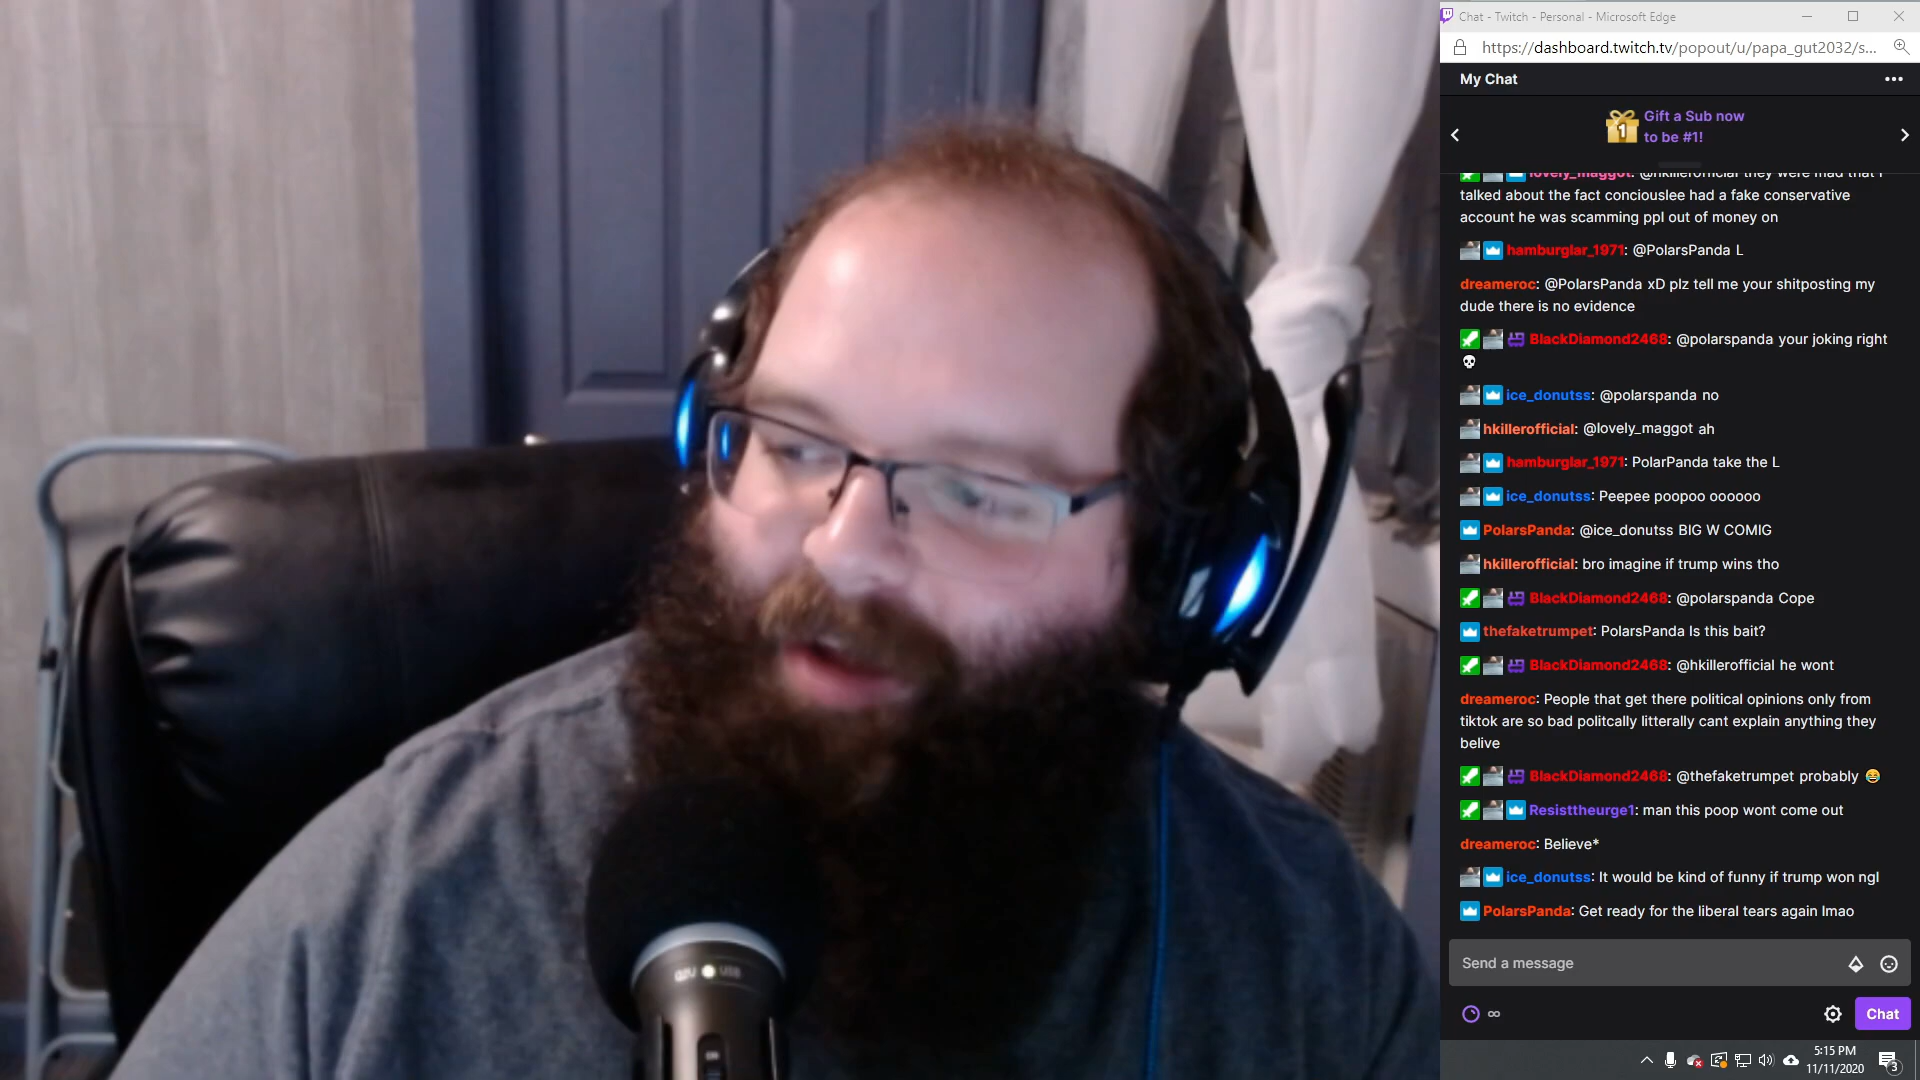 Chat - Twitch - Personal - Microsoft Edge
https://dashboard.twitch.tv/popout/u/papa_gut2032/s...
My Chat
Gift a Sub now
to be #1!
1
lovely_maggot: @hkillerofficial they were mad that I
talked about the fact conciouslee had a fake conservative
account he was scamming ppl out of money on
hamburglar_1971: @PolarsPanda L
dreameroc: @PolarsPanda xD plz tell me your shitposting my
dude there is no evidence
BlackDiamond2468: @polarspanda your joking right
💀
ice_donutss: @polarspanda no
hkillerofficial: @lovely_maggot ah
hamburglar_1971: PolarPanda take the L
ice_donutss: Peepee poopoo oooooo
PolarsPanda: @ice_donutss BIG W COMIG
hkillerofficial: bro imagine if trump wins tho
BlackDiamond2468: @polarspanda Cope
thefaketrumpet: PolarsPanda Is this bait?
BlackDiamond2468: @hkillerofficial he wont
dreameroc: People that get there political opinions only from
tiktok are so bad politcally litterally cant explain anything they
belive
BlackDiamond2468: @thefaketrumpet probably 😂
Resisttheurge1: man this poop wont come out
dreameroc: Believe*
ice_donutss: It would be kind of funny if trump won ngl
PolarsPanda: Get ready for the liberal tears again lmao
Send a message
∞
Chat
5:15 PM
11/11/2020
3